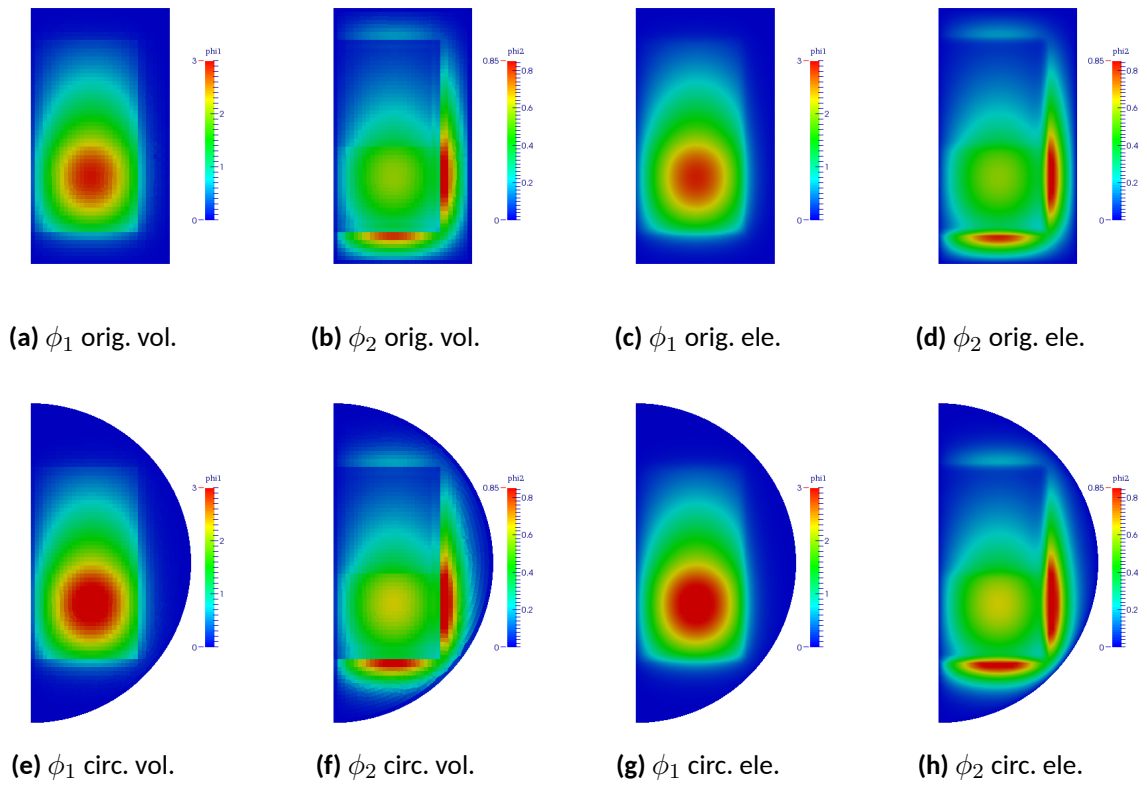 phi1
3
2
1
0
phi2
0.85
0.8
0.6
0.4
0.2
0
phi1
3
2
1
0
phi2
0.85
0.8
0.6
0.4
0.2
0
(a) ϕ₁ orig. vol.
(b) ϕ₂ orig. vol.
(c) ϕ₁ orig. ele.
(d) ϕ₂ orig. ele.
phi1
3
2
1
0
phi2
0.85
0.8
0.6
0.4
0.2
0
phi1
3
2
1
0
phi2
0.85
0.8
0.6
0.4
0.2
0
(e) ϕ₁ circ. vol.
(f) ϕ₂ circ. vol.
(g) ϕ₁ circ. ele.
(h) ϕ₂ circ. ele.